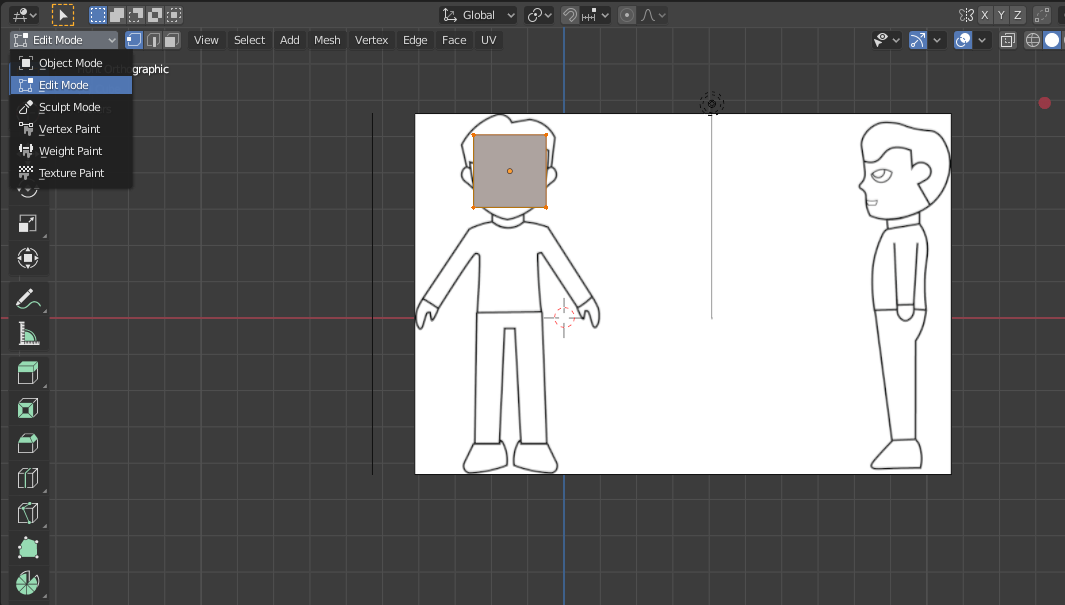 Global
X Y Z
Edit Mode View Select Add Mesh Vertex Edge Face UV
Object Mode
Edit Mode
Sculpt Mode
Vertex Paint
Weight Paint
Texture Paint